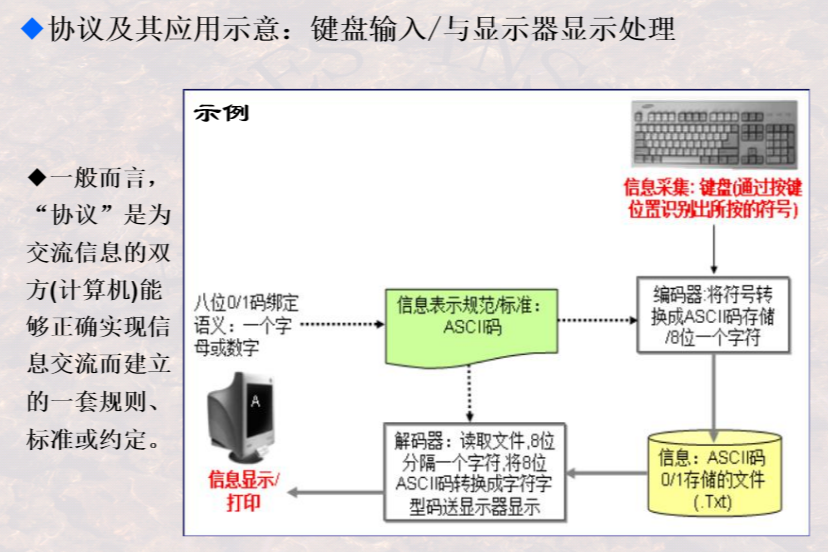 ◆协议及其应用示意：键盘输入/与显示器显示处理
示例
◆一般而言，
“协议”是为
交流信息的双
方(计算机)能
够正确实现信
息交流而建立
的一套规则、
标准或约定。
信息采集: 键盘(通过按键
位置识别出所按的符号)
八位0/1码绑定
语义：一个字
母或数字
信息表示规范/标准：
ASCII码
编码器:将符号转
换成ASCII码存储
/8位一个字符
A
信息显示/
打印
解码器：读取文件,8位
分隔一个字符,将8位
ASCII码转换成字符字
型码送显示器显示
信息：ASCII码
0/1存储的文件
(.Txt)